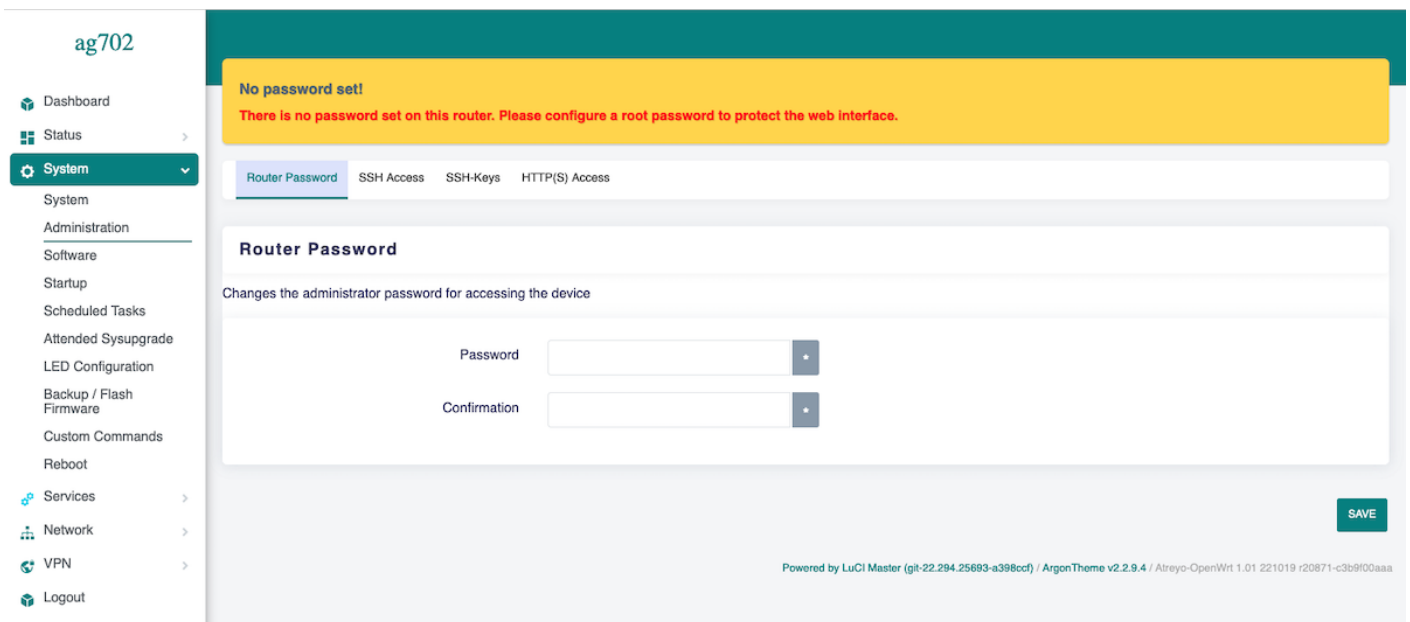 ag702
Dashboard
Status
System
System
Administration
Software
Startup
Scheduled Tasks
Attended Sysupgrade
LED Configuration
Backup / Flash
Firmware
Custom Commands
Reboot
Services
Network
VPN
Logout
No password set!
There is no password set on this router. Please configure a root password to protect the web interface.
Router Password SSH Access SSH-Keys HTTP(S) Access
Router Password
Changes the administrator password for accessing the device
Password *
Confirmation *
SAVE
Powered by LuCI Master (git-22.294.25693-a398ccf) / ArgonTheme v2.2.9.4 / Atreyo-OpenWrt 1.01 221019 r20871-c3b9f00aaa